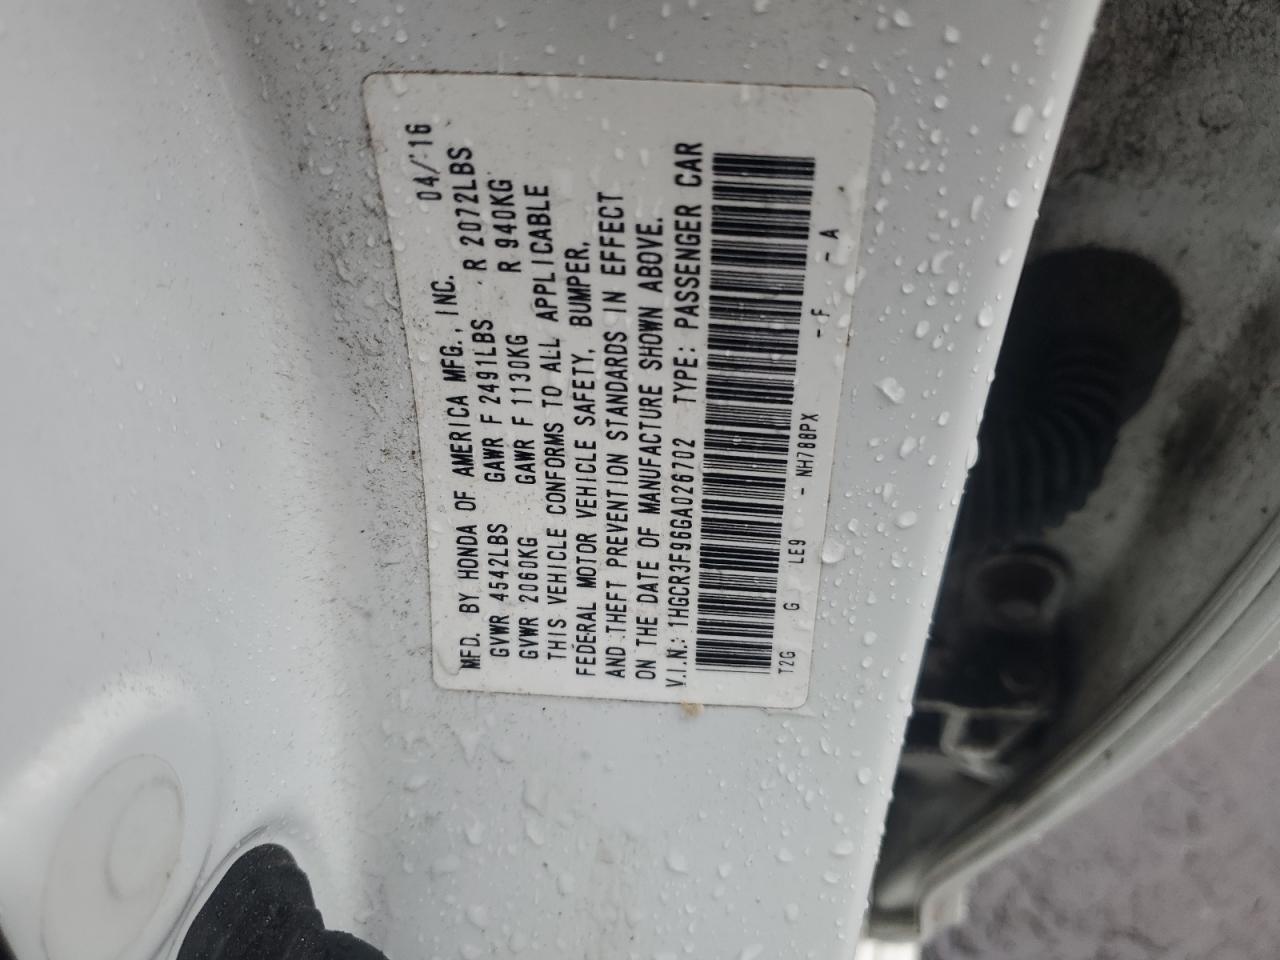 MFD. BY HONDA OF AMERICA MFG., INC. 04/16
GVWR 4542LBS GAWR F 2491LBS R 2072LBS
GVWR 2060KG GAWR F 1130KG R 940KG
THIS VEHICLE CONFORMS TO ALL APPLICABLE
FEDERAL MOTOR VEHICLE SAFETY, BUMPER,
AND THEFT PREVENTION STANDARDS IN EFFECT
ON THE DATE OF MANUFACTURE SHOWN ABOVE.
V.I.N.: 1HGCR3F96GA026702 TYPE: PASSENGER CAR
T2G G LE9 - NH788PX - F - A